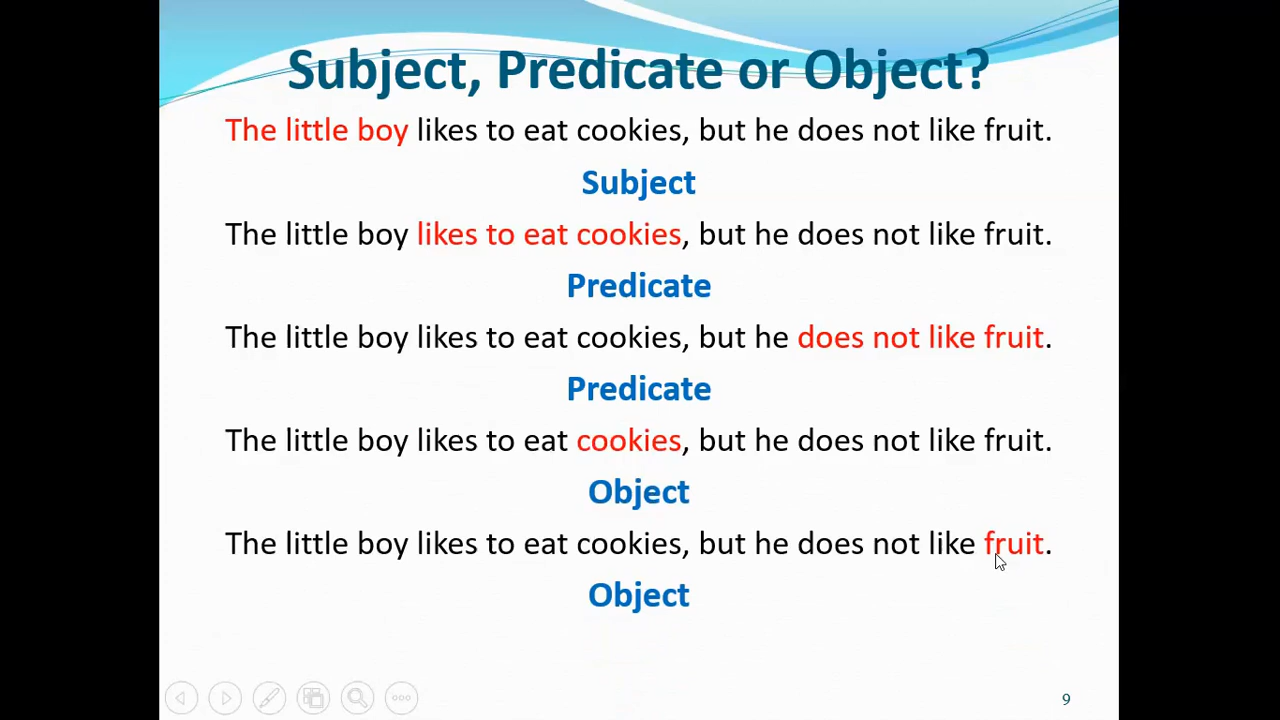 Subject, Predicate or Object?
The little boy likes to eat cookies, but he does not like fruit.
Subject
The little boy likes to eat cookies, but he does not like fruit.
Predicate
The little boy likes to eat cookies, but he does not like fruit.
Predicate
The little boy likes to eat cookies, but he does not like fruit.
Object
The little boy likes to eat cookies, but he does not like fruit.
Object
9